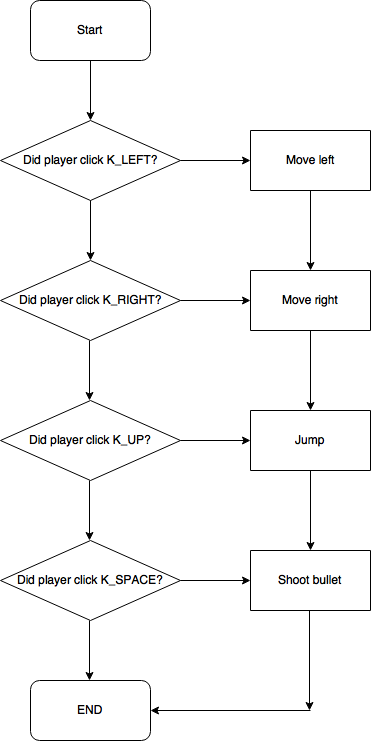 Start
Did player click K_LEFT?
Move left
Did player click K_RIGHT?
Move right
Did player click K_UP?
Jump
Did player click K_SPACE?
Shoot bullet
END